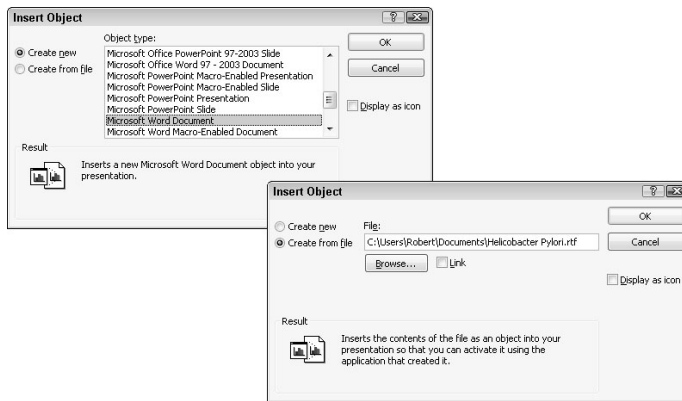 Insert Object
Object type:
Create new
Create from file
Microsoft Office PowerPoint 97-2003 Slide
Microsoft Office Word 97 - 2003 Document
Microsoft PowerPoint Macro-Enabled Presentation
Microsoft PowerPoint Macro-Enabled Slide
Microsoft PowerPoint Presentation
Microsoft PowerPoint Slide
Microsoft Word Document
Microsoft Word Macro-Enabled Document
OK
Cancel
Display as icon
Result
Inserts a new Microsoft Word Document object into your
presentation.
Insert Object
Create new
Create from file
File:
C:\Users\Robert\Documents\Helicobacter Pylori.rtf
Browse...
Link
OK
Cancel
Display as icon
Result
Inserts the contents of the file as an object into your
presentation so that you can activate it using the
application that created it.